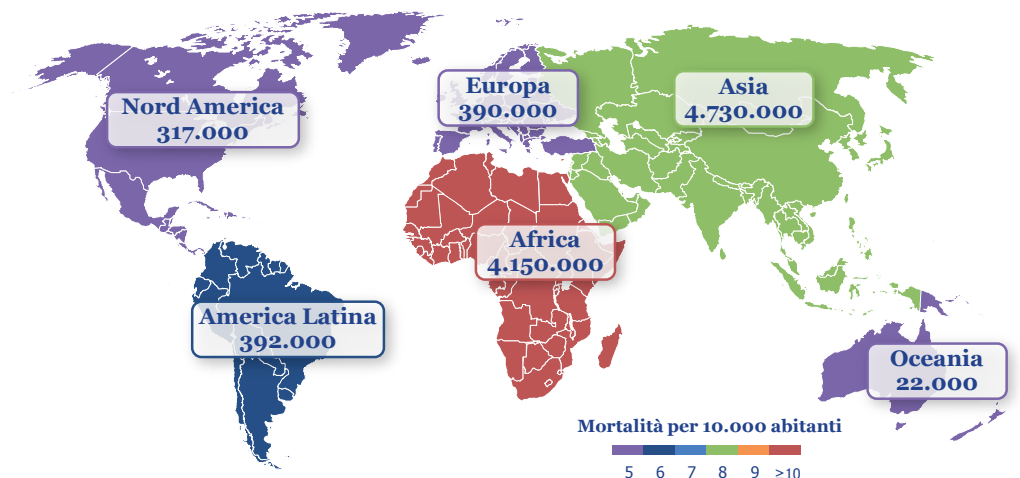 Nord America
317.000
Europa
390.000
Asia
4.730.000
Africa
4.150.000
America Latina
392.000
Oceania
22.000
Mortalità per 10.000 abitanti
5 6 7 8 9 ≥10